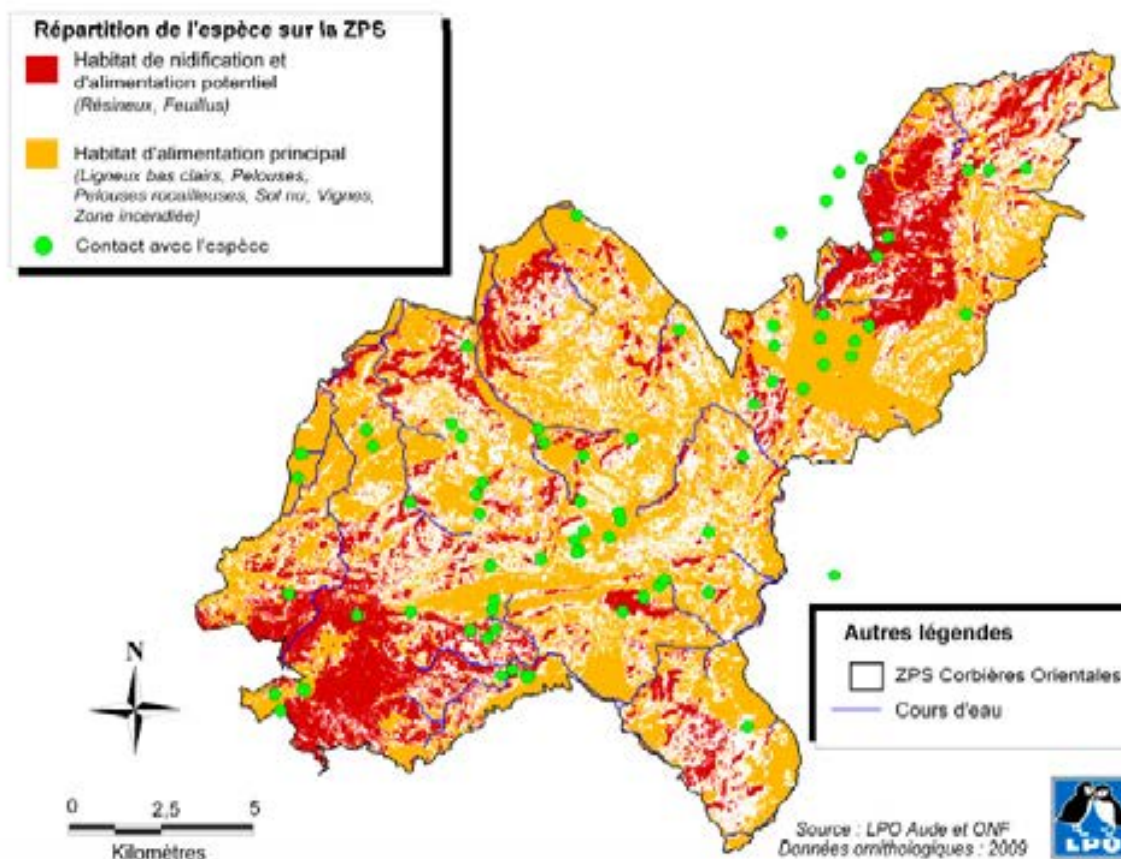 Répartition de l'espèce sur la ZPS
Habitat de nidification et
d'alimentation potentiel
(Résineux, Feuillus)
Habitat d'alimentation principal
(Ligneux bas clairs, Pelouses,
Pelouses rocailleuses, Sol nu, Vignes,
Zone incendiée)
Contact avec l'espèce
N
0 2,5 5
Kilomètres
Autres légendes
ZPS Corbières Orientales
Cours d'eau
Source : LPO Aude et ONF
Données ornithologiques : 2009
LPO